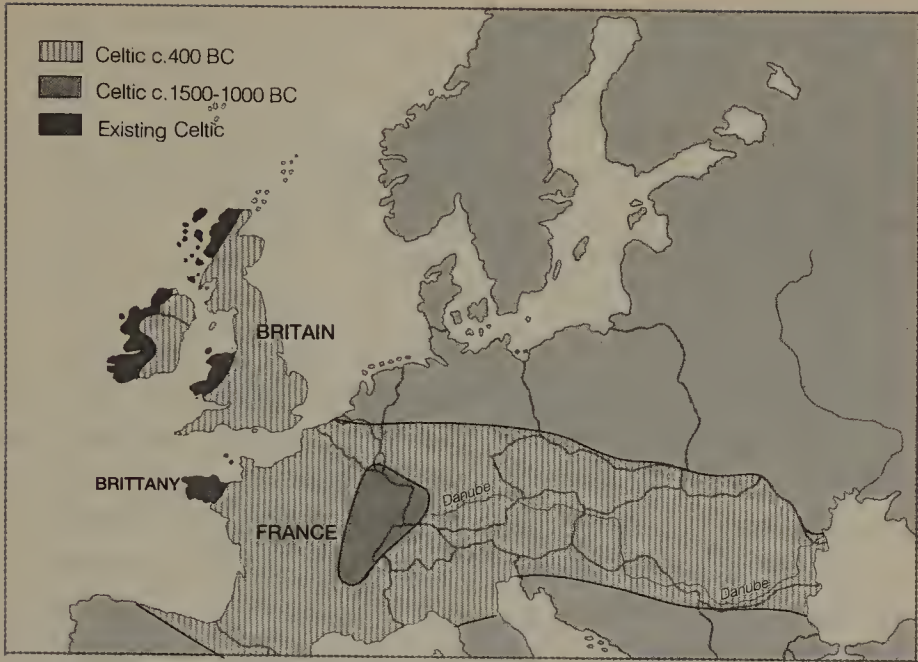 Celtic c.400 BC
Celtic c.1500-1000 BC
Existing Celtic
BRITAIN
BRITTANY
FRANCE
Danube
Danube